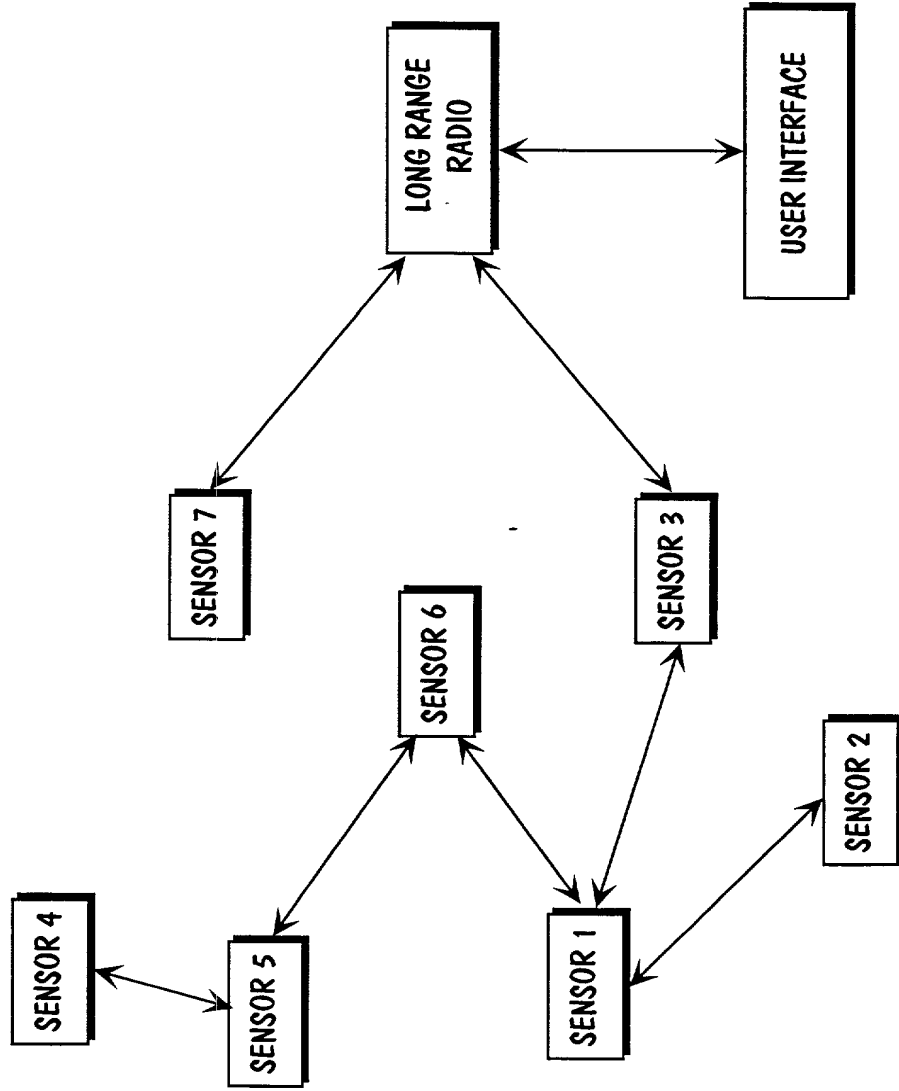 SENSOR 4
SENSOR 7
SENSOR 5
LONG RANGE
RADIO
SENSOR 6
SENSOR 1
SENSOR 3
USER INTERFACE
SENSOR 2